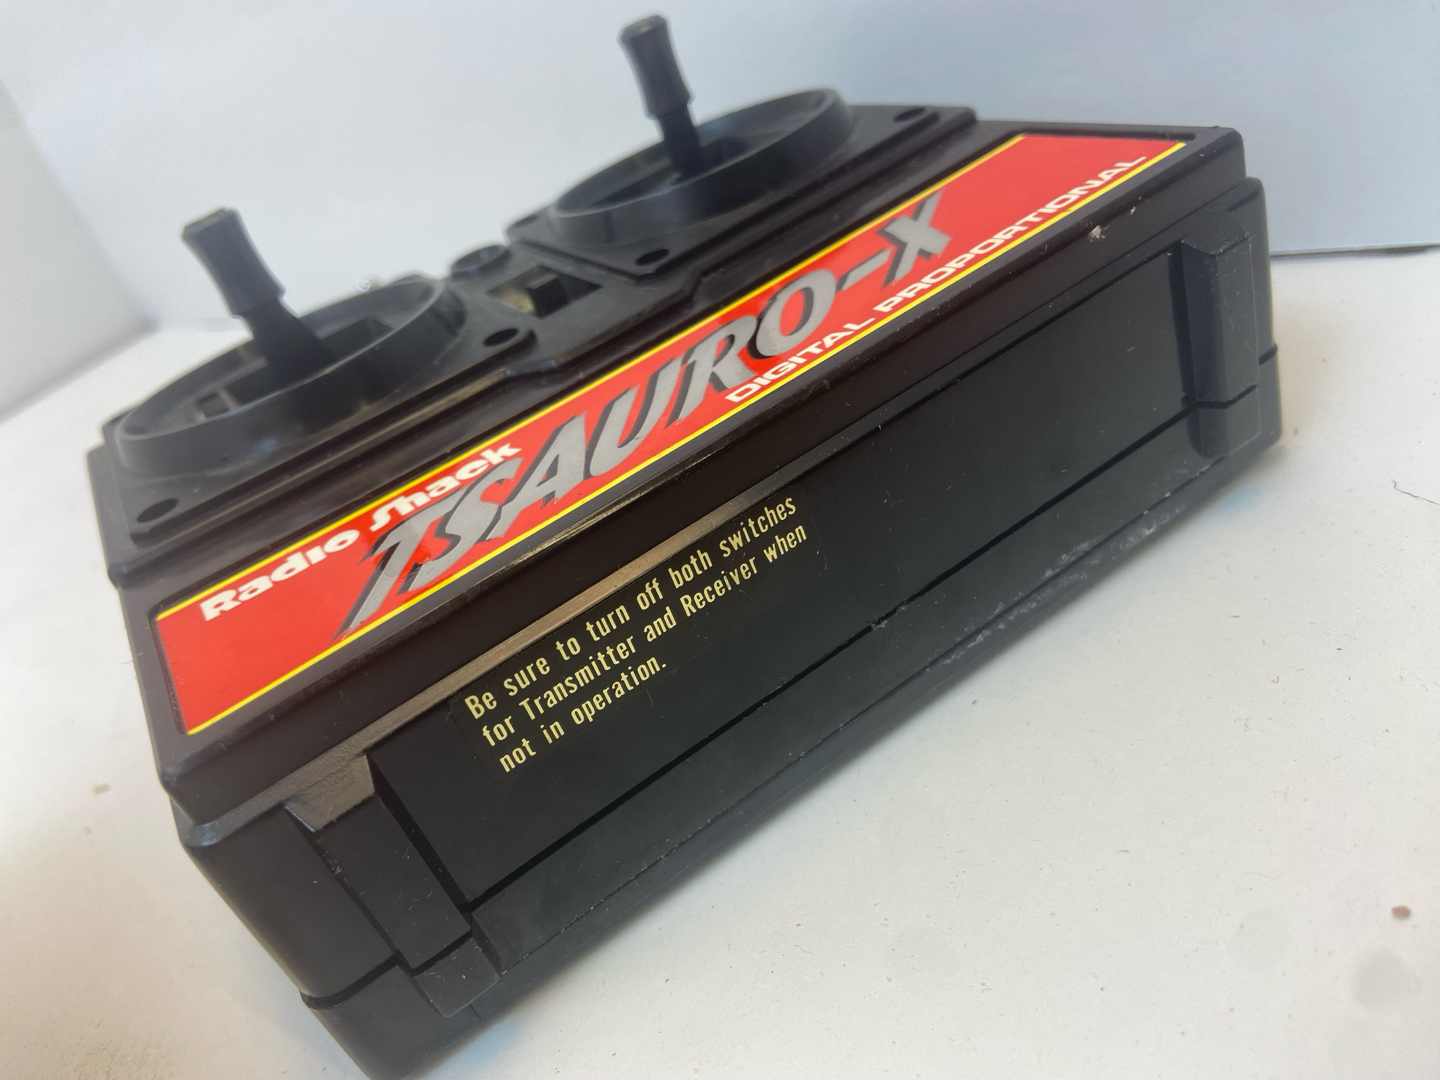 Radio Shack
TSAURO-X
DIGITAL PROPORTIONAL
Be sure to turn off both switches
for Transmitter and Receiver when
not in operation.